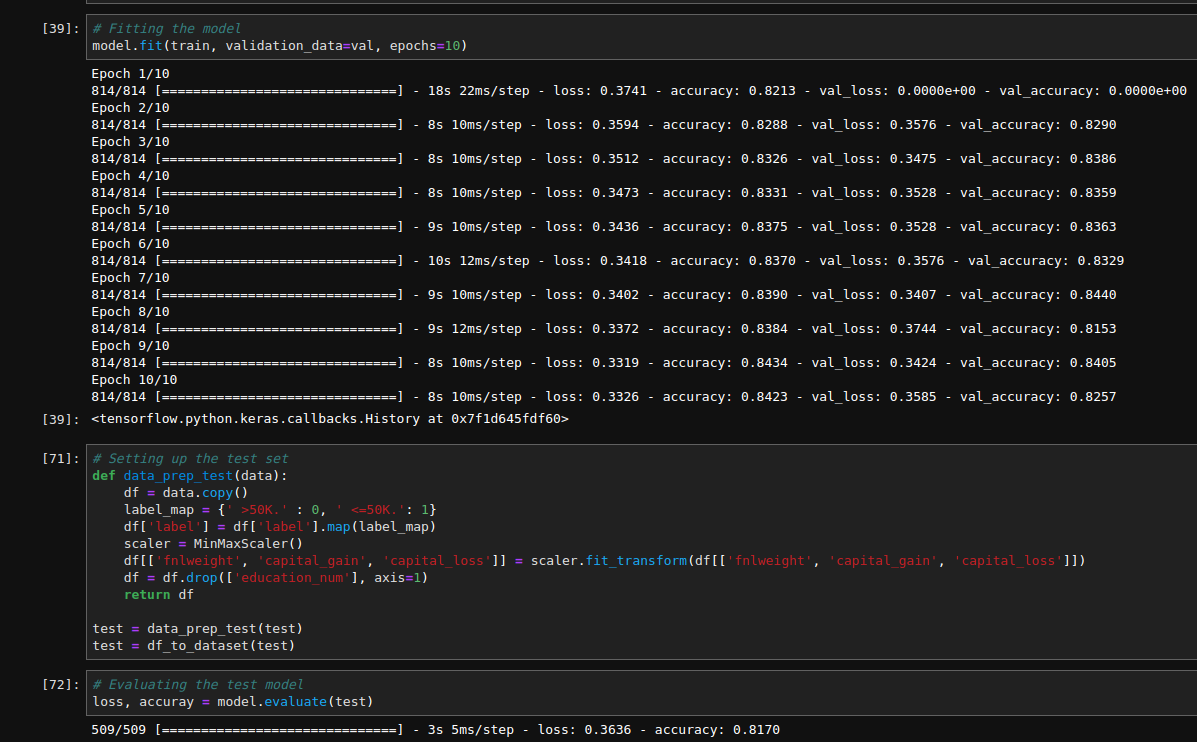 [39]: # Fitting the model
model.fit(train, validation_data=val, epochs=10)
Epoch 1/10
814/814 [==============================] - 18s 22ms/step - loss: 0.3741 - accuracy: 0.8213 - val_loss: 0.0000e+00 - val_accuracy: 0.0000e+00
Epoch 2/10
814/814 [==============================] - 8s 10ms/step - loss: 0.3594 - accuracy: 0.8288 - val_loss: 0.3576 - val_accuracy: 0.8290
Epoch 3/10
814/814 [==============================] - 8s 10ms/step - loss: 0.3512 - accuracy: 0.8326 - val_loss: 0.3475 - val_accuracy: 0.8386
Epoch 4/10
814/814 [==============================] - 8s 10ms/step - loss: 0.3473 - accuracy: 0.8331 - val_loss: 0.3528 - val_accuracy: 0.8359
Epoch 5/10
814/814 [==============================] - 9s 10ms/step - loss: 0.3436 - accuracy: 0.8375 - val_loss: 0.3528 - val_accuracy: 0.8363
Epoch 6/10
814/814 [==============================] - 10s 12ms/step - loss: 0.3418 - accuracy: 0.8370 - val_loss: 0.3576 - val_accuracy: 0.8329
Epoch 7/10
814/814 [==============================] - 9s 10ms/step - loss: 0.3402 - accuracy: 0.8390 - val_loss: 0.3407 - val_accuracy: 0.8440
Epoch 8/10
814/814 [==============================] - 9s 12ms/step - loss: 0.3372 - accuracy: 0.8384 - val_loss: 0.3744 - val_accuracy: 0.8153
Epoch 9/10
814/814 [==============================] - 8s 10ms/step - loss: 0.3319 - accuracy: 0.8434 - val_loss: 0.3424 - val_accuracy: 0.8405
Epoch 10/10
814/814 [==============================] - 8s 10ms/step - loss: 0.3326 - accuracy: 0.8423 - val_loss: 0.3585 - val_accuracy: 0.8257
[39]: <tensorflow.python.keras.callbacks.History at 0x7f1d645fdf60>
[71]: # Setting up the test set
def data_prep_test(data):
    df = data.copy()
    label_map = {' >50K.' : 0, ' <=50K.': 1}
    df['label'] = df['label'].map(label_map)
    scaler = MinMaxScaler()
    df[['fnlweight', 'capital_gain', 'capital_loss']] = scaler.fit_transform(df[['fnlweight', 'capital_gain', 'capital_loss']])
    df = df.drop(['education_num'], axis=1)
    return df
test = data_prep_test(test)
test = df_to_dataset(test)
[72]: # Evaluating the test model
loss, accuray = model.evaluate(test)
509/509 [==============================] - 3s 5ms/step - loss: 0.3636 - accuracy: 0.8170